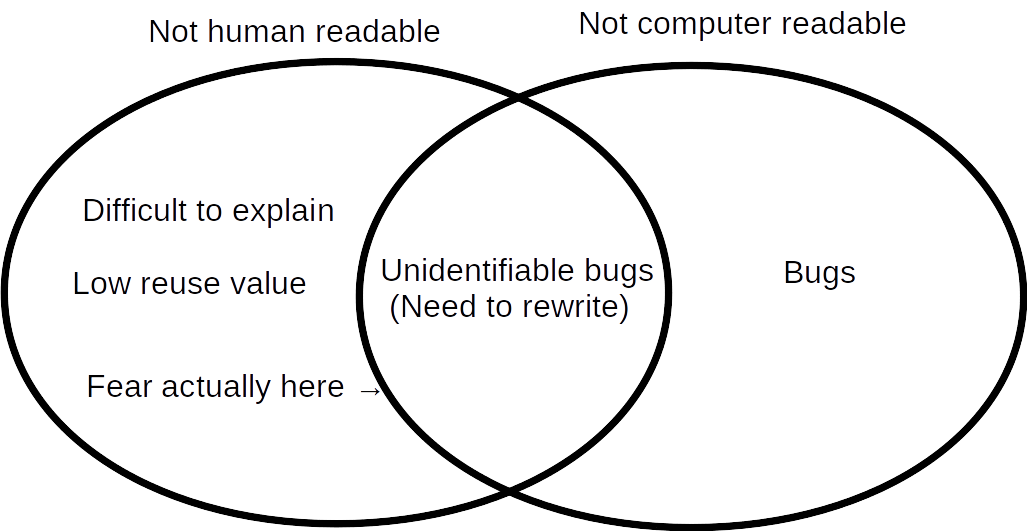 Not human readable
Not computer readable
Difficult to explain
Low reuse value
Fear actually here →
Unidentifiable bugs
(Need to rewrite)
Bugs